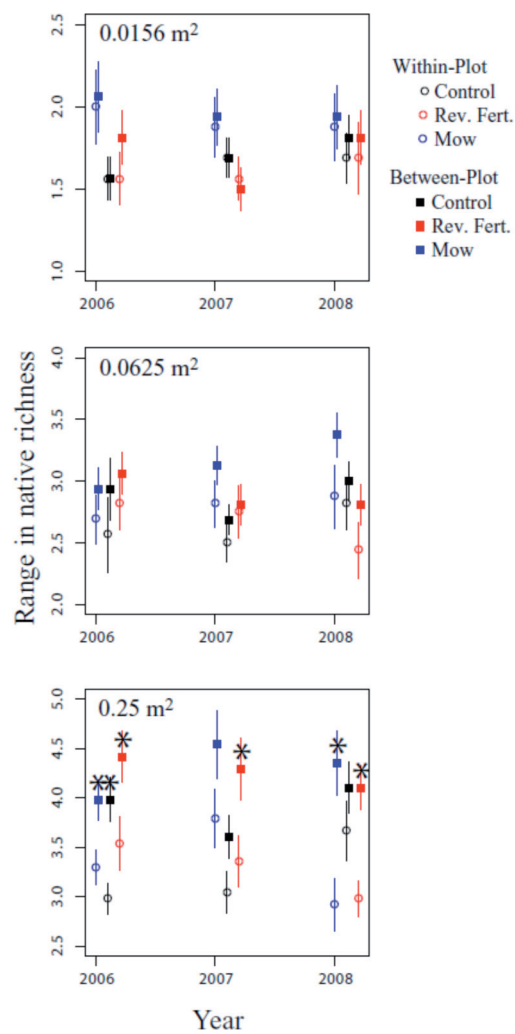 0.0156 m²
2.5
2.0
1.5
1.0
2006
2007
2008
Within-Plot
Control
Rev. Fert.
Mow
Between-Plot
Control
Rev. Fert.
Mow
Range in native richness
0.0625 m²
4.0
3.5
3.0
2.5
2.0
2006
2007
2008
0.25 m²
5.0
4.5
4.0
3.5
3.0
2.5
* * * * * *
2006
2007
2008
Year